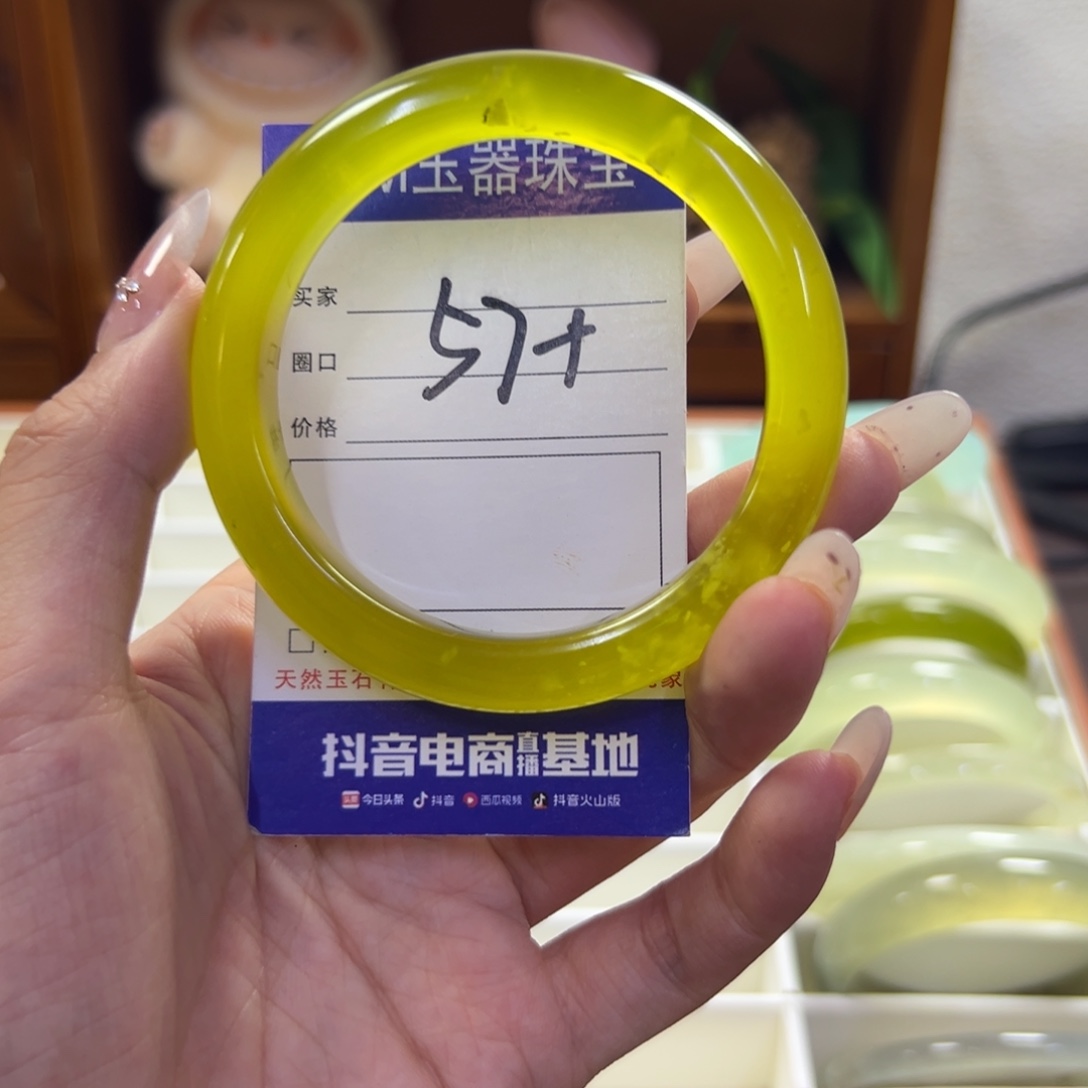 M玉器珠宝
买家
圈口 57+
价格
天然玉石
抖音电商直播基地
今日头条 抖音 西瓜视频 抖音火山版